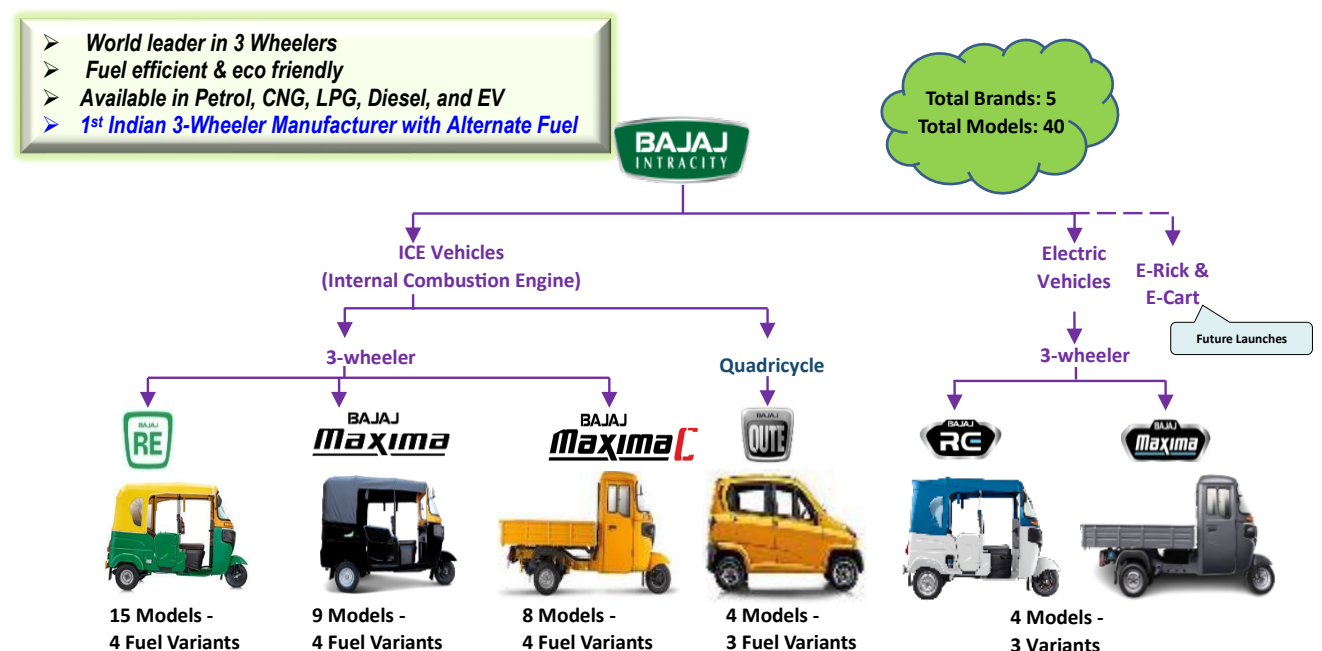 World leader in 3 Wheelers
Fuel efficient & eco friendly
Available in Petrol, CNG, LPG, Diesel, and EV
1st Indian 3-Wheeler Manufacturer with Alternate Fuel
Total Brands: 5
Total Models: 40
BAJAJ
INTRACITY
ICE Vehicles
(Internal Combustion Engine)
Electric
Vehicles
E-Rick &
E-Cart
Future Launches
3-wheeler
Quadricycle
3-wheeler
BAJAJ
RE
BAJAJ
Maxima
BAJAJ
Maxima C
BAJAJ
QUTE
BAJAJ
RE
BAJAJ
Maxima
15 Models -
4 Fuel Variants
9 Models -
4 Fuel Variants
8 Models -
4 Fuel Variants
4 Models -
3 Fuel Variants
4 Models -
3 Variants